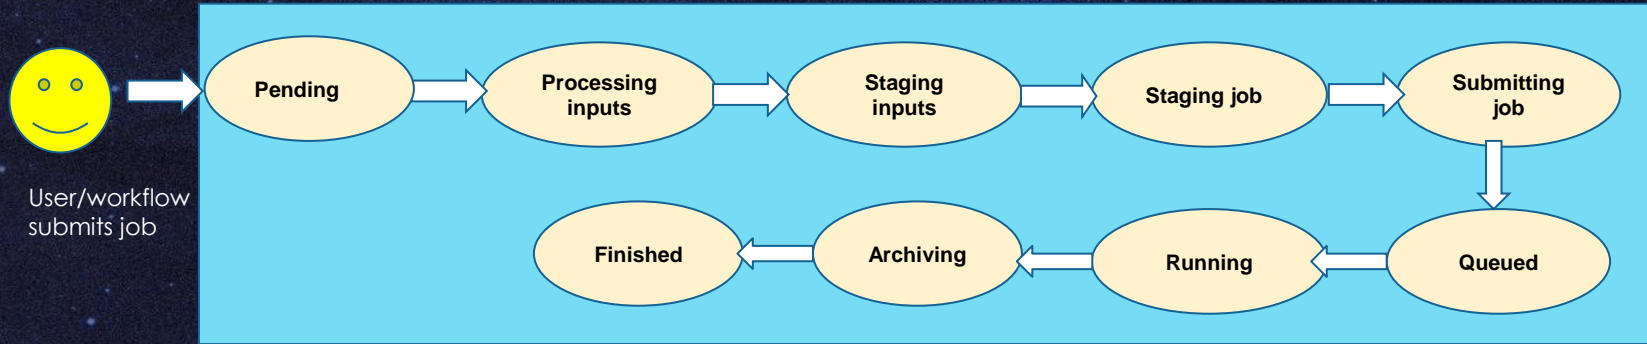 Pending
Processing
inputs
Staging
inputs
Staging job
Submitting
job
User/workflow
submits job
Finished
Archiving
Running
Queued